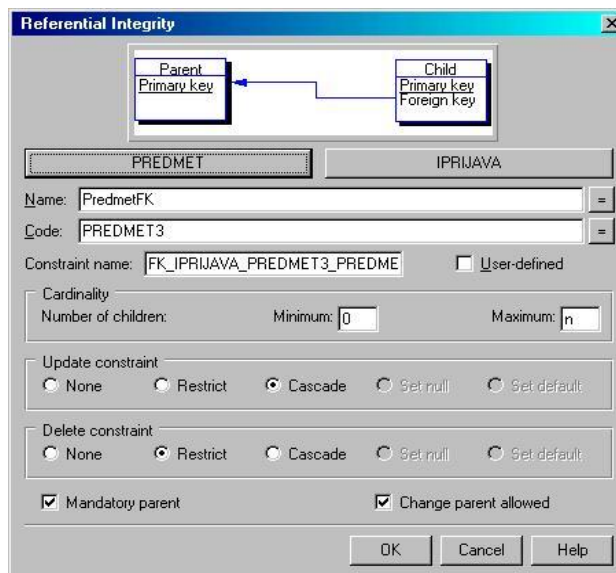 Referential Integrity
Parent
Primary key
Child
Primary key
Foreign key
PREDMET IPRIJAVA
Name: PredmetFK =
Code: PREDMET3 =
Constraint name: FK_IPRIJAVA_PREDMET3_PREDME User-defined
Cardinality
Number of children: Minimum: 0 Maximum: n
Update constraint
None Restrict Cascade Set null Set default
Delete constraint
None Restrict Cascade Set null Set default
Mandatory parent Change parent allowed
OK Cancel Help